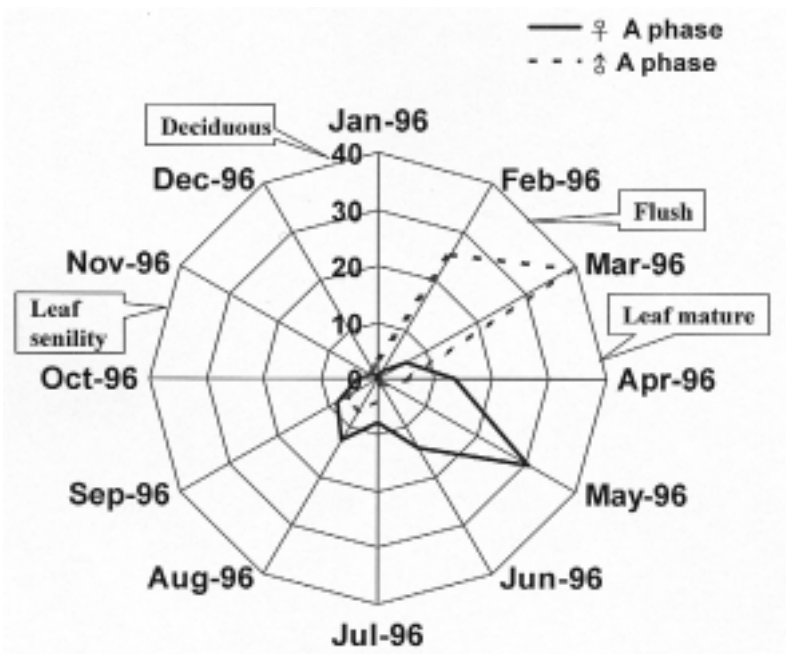 ♀ A phase
♂ A phase
Deciduous
Jan-96
40
Dec-96
Feb-96
30
Flush
Nov-96
20
Mar-96
Leaf
senility
10
Leaf mature
Oct-96
0
Apr-96
Sep-96
May-96
Aug-96
Jun-96
Jul-96